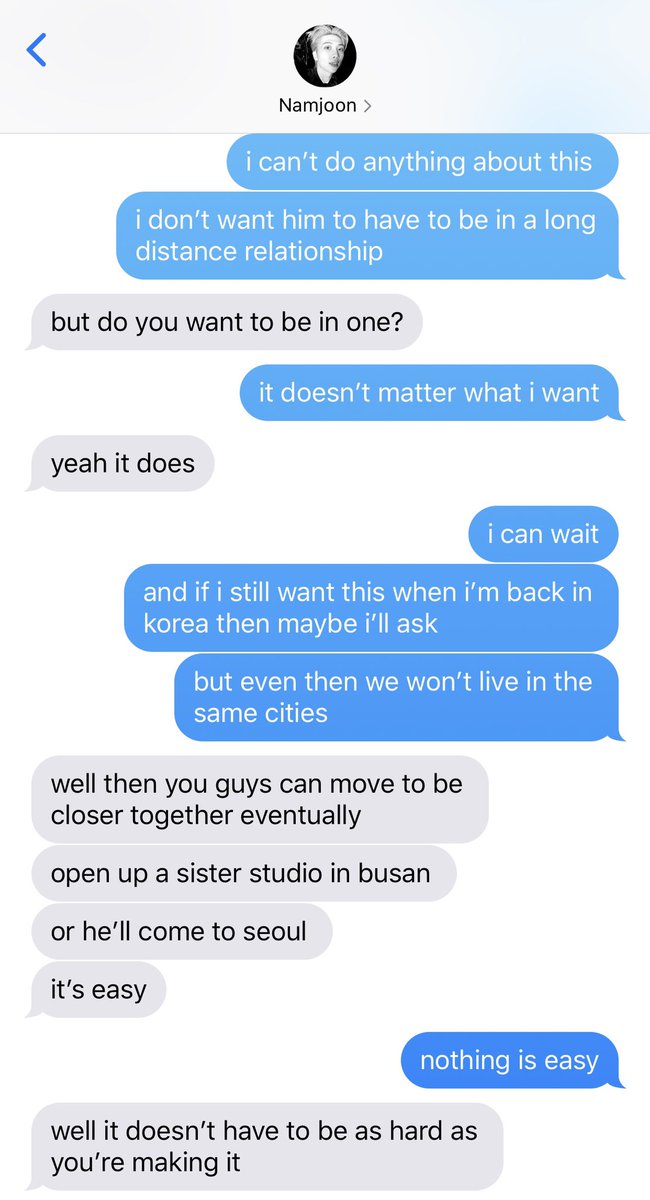 Namjoon
i can’t do anything about this
i don’t want him to have to be in a long
distance relationship
but do you want to be in one?
it doesn’t matter what i want
yeah it does
i can wait
and if i still want this when i’m back in
korea then maybe i’ll ask
but even then we won’t live in the
same cities
well then you guys can move to be
closer together eventually
open up a sister studio in busan
or he’ll come to seoul
it’s easy
nothing is easy
well it doesn’t have to be as hard as
you’re making it